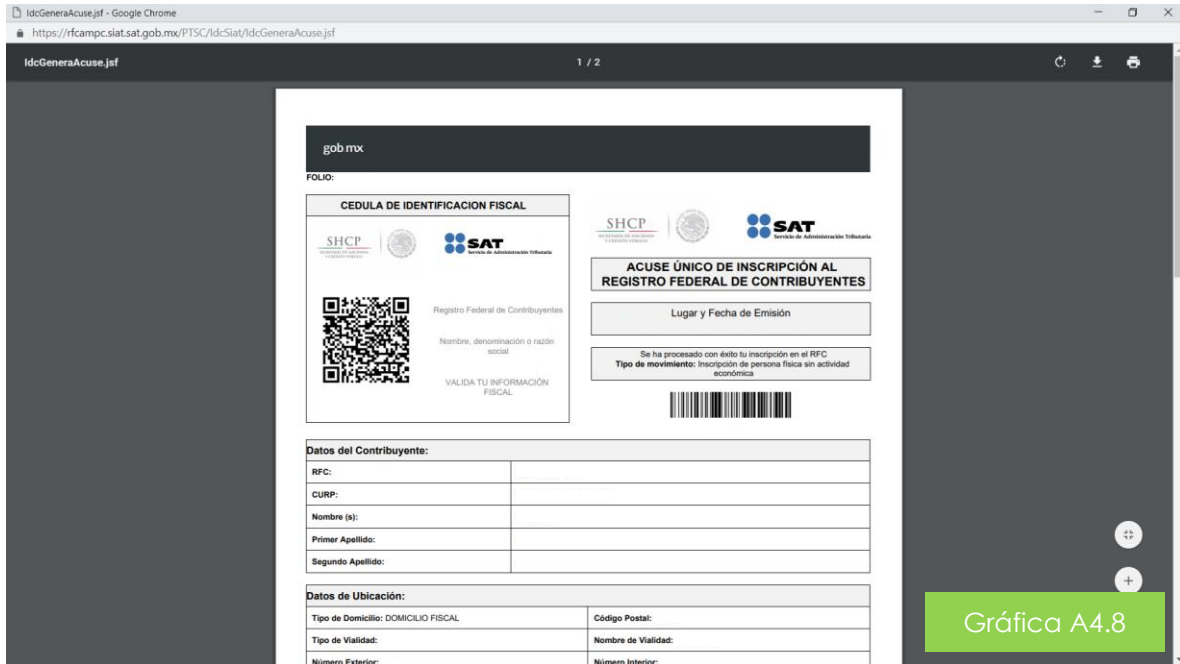 IdcGeneraAcuse.jsf - Google Chrome
https://rfcampc.siat.sat.gob.mx/PTSC/IdcSiat/IdcGeneraAcuse.jsf
IdcGeneraAcuse.jsf
1 / 2
gob mx
FOLIO:
CEDULA DE IDENTIFICACION FISCAL
SHCP
SAT
Servicio de Administración Tributaria
Registro Federal de Contribuyentes
Nombre, denominación o razón
social
VALIDA TU INFORMACIÓN
FISCAL
SHCP
SECRETARÍA DE HACIENDA
Y CRÉDITO PÚBLICO
SAT
Servicio de Administración Tributaria
ACUSE ÚNICO DE INSCRIPCIÓN AL
REGISTRO FEDERAL DE CONTRIBUYENTES
Lugar y Fecha de Emisión
Se ha procesado con éxito tu inscripción en el RFC
Tipo de movimiento: Inscripción de persona física sin actividad
económica
Datos del Contribuyente:
RFC:
CURP:
Nombre (s):
Primer Apellido:
Segundo Apellido:
Datos de Ubicación:
Tipo de Domicilio: DOMICILIO FISCAL
Código Postal:
Tipo de Vialidad:
Nombre de Vialidad:
Número Exterior:
Número Interior:
Gráfica A4.8